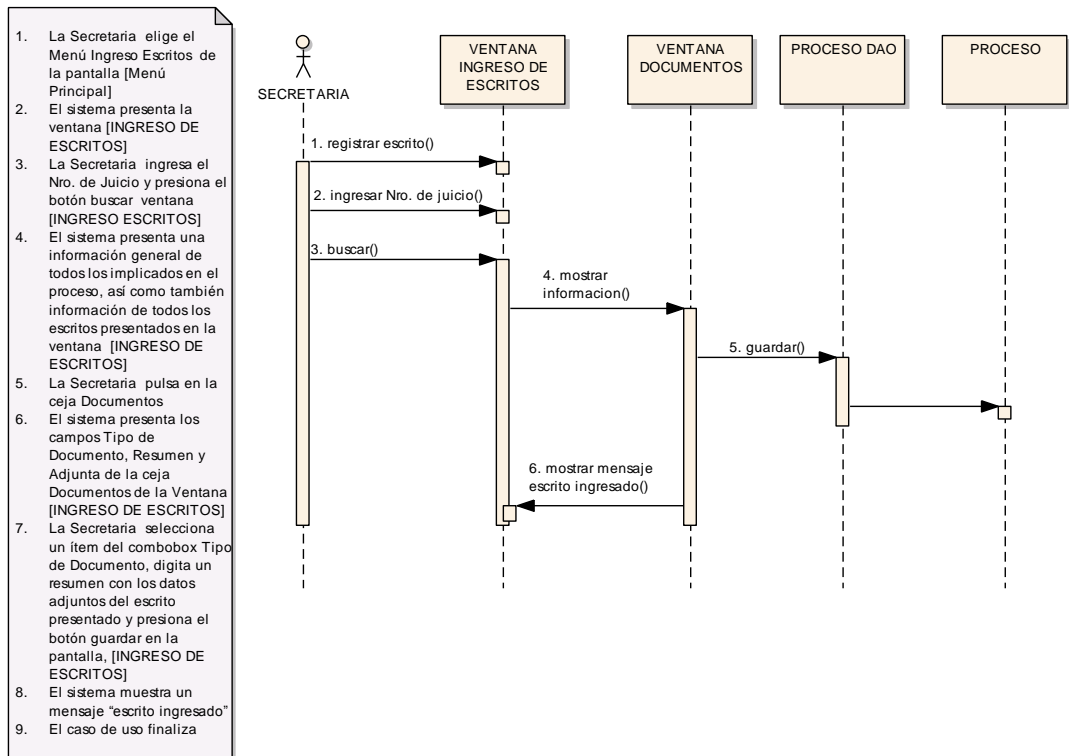 1. La Secretaria elige el
Menú Ingreso Escritos de
la pantalla [Menú
Principal]
2. El sistema presenta la
ventana [INGRESO DE
ESCRITOS]
3. La Secretaria ingresa el
Nro. de Juicio y presiona el
botón buscar ventana
[INGRESO ESCRITOS]
4. El sistema presenta una
información general de
todos los implicados en el
proceso, así como también
información de todos los
escritos presentados en la
ventana [INGRESO DE
ESCRITOS]
5. La Secretaria pulsa en la
ceja Documentos
6. El sistema presenta los
campos Tipo de
Documento, Resumen y
Adjunta de la ceja
Documentos de la Ventana
[INGRESO DE ESCRITOS]
7. La Secretaria selecciona
un ítem del combobox Tipo
de Documento, digita un
resumen con los datos
adjuntos del escrito
presentado y presiona el
botón guardar en la
pantalla, [INGRESO DE
ESCRITOS]
8. El sistema muestra un
mensaje “escrito ingresado”
9. El caso de uso finaliza
SECRETARIA
VENTANA
INGRESO DE
ESCRITOS
VENTANA
DOCUMENTOS
PROCESO DAO
PROCESO
1. registrar escrito()
2. ingresar Nro. de juicio()
3. buscar()
4. mostrar
informacion()
5. guardar()
6. mostrar mensaje
escrito ingresado()